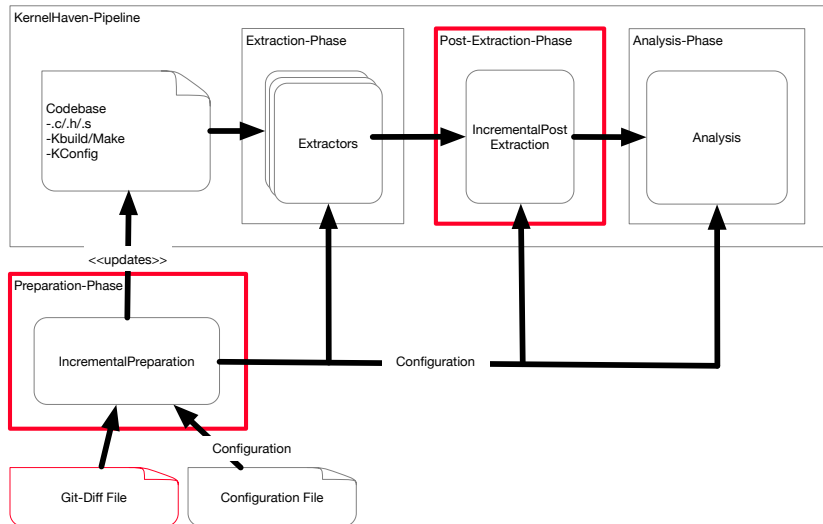 KernelHaven-Pipeline
Extraction-Phase
Post-Extraction-Phase
Analysis-Phase
Codebase
-.c/.h/.s
-Kbuild/Make
-KConfig
Extractors
IncrementalPost
Extraction
Analysis
<<updates>>
Preparation-Phase
IncrementalPreparation
Configuration
Configuration
Git-Diff File
Configuration File